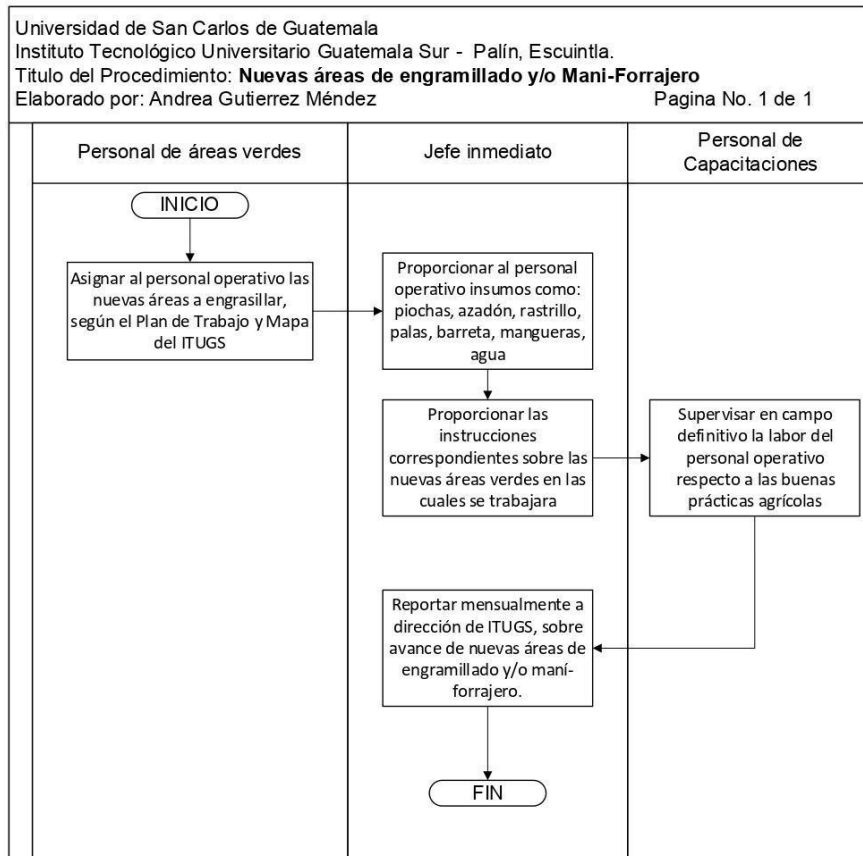 Universidad de San Carlos de Guatemala
Instituto Tecnológico Universitario Guatemala Sur - Palín, Escuintla.
Titulo del Procedimiento: Nuevas áreas de engramillado y/o Mani-Forrajero
Elaborado por: Andrea Gutierrez Méndez Pagina No. 1 de 1
Personal de áreas verdes
Jefe inmediato
Personal de
Capacitaciones
INICIO
Asignar al personal operativo las
nuevas áreas a engrasillar,
según el Plan de Trabajo y Mapa
del ITUGS
Proporcionar al personal
operativo insumos como:
piochas, azadón, rastrillo,
palas, barreta, mangueras,
agua
Proporcionar las
instrucciones
correspondientes sobre las
nuevas áreas verdes en las
cuales se trabajara
Supervisar en campo
definitivo la labor del
personal operativo
respecto a las buenas
prácticas agrícolas
Reportar mensualmente a
dirección de ITUGS, sobre
avance de nuevas áreas de
engramillado y/o maní-
forrajero.
FIN